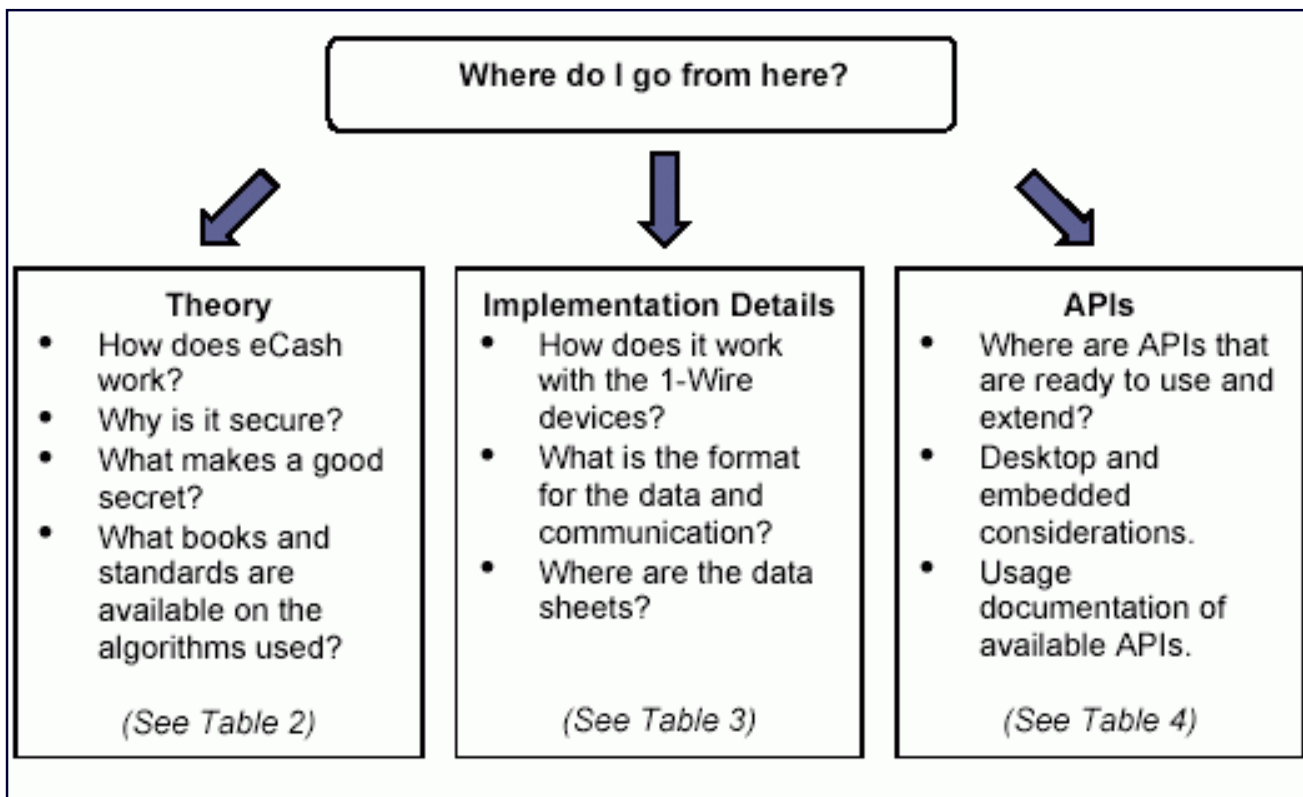 Where do I go from here?
Theory
• How does eCash
work?
• Why is it secure?
• What makes a good
secret?
• What books and
standards are
available on the
algorithms used?
(See Table 2)
Implementation Details
• How does it work
with the 1-Wire
devices?
• What is the format
for the data and
communication?
• Where are the data
sheets?
(See Table 3)
APIs
• Where are APIs that
are ready to use and
extend?
• Desktop and
embedded
considerations.
• Usage
documentation of
available APIs.
(See Table 4)